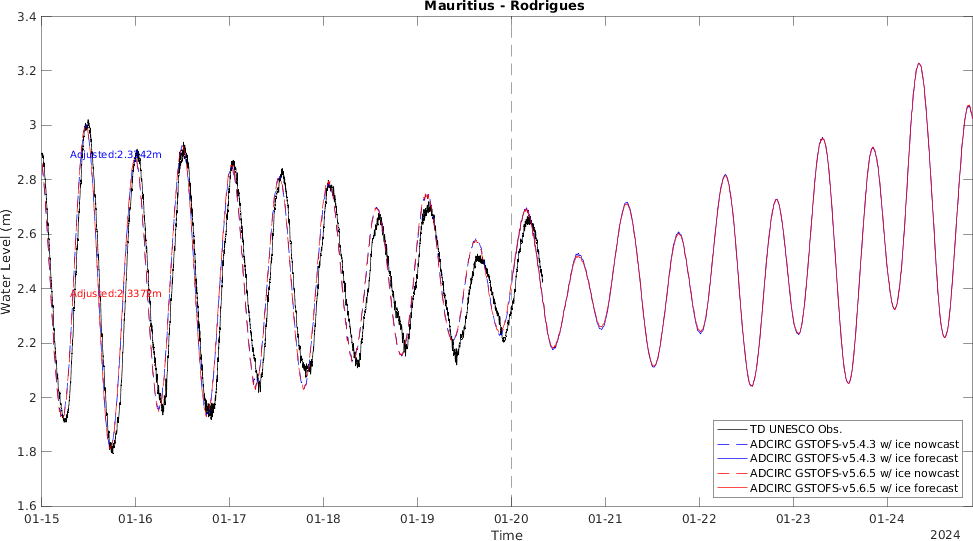 Mauritius - Rodrigues
3.4
3.2
3
2.8
2.6
2.4
2.2
2
1.8
1.6
Water Level (m)
Adjusted:2.3342m
Adjusted:2.3372m
TD UNESCO Obs.
ADCIRC GSTOFS-v5.4.3 w/ ice nowcast
ADCIRC GSTOFS-v5.4.3 w/ ice forecast
ADCIRC GSTOFS-v5.6.5 w/ ice nowcast
ADCIRC GSTOFS-v5.6.5 w/ ice forecast
01-15 01-16 01-17 01-18 01-19 01-20 01-21 01-22 01-23 01-24
Time
2024